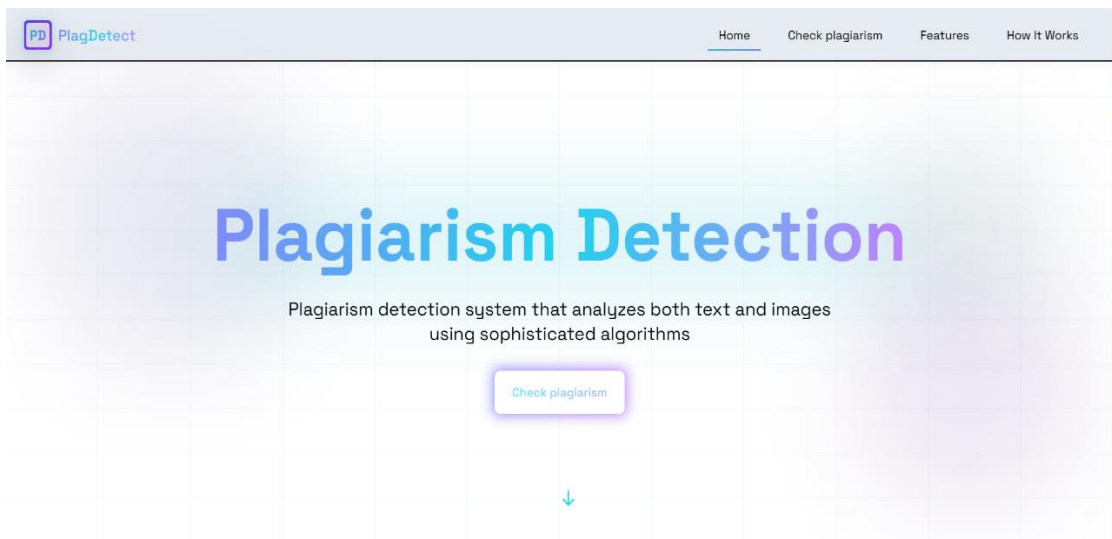 PD PlagDetect
Home Check plagiarism Features How It Works
Plagiarism Detection
Plagiarism detection system that analyzes both text and images
using sophisticated algorithms
Check plagiarism